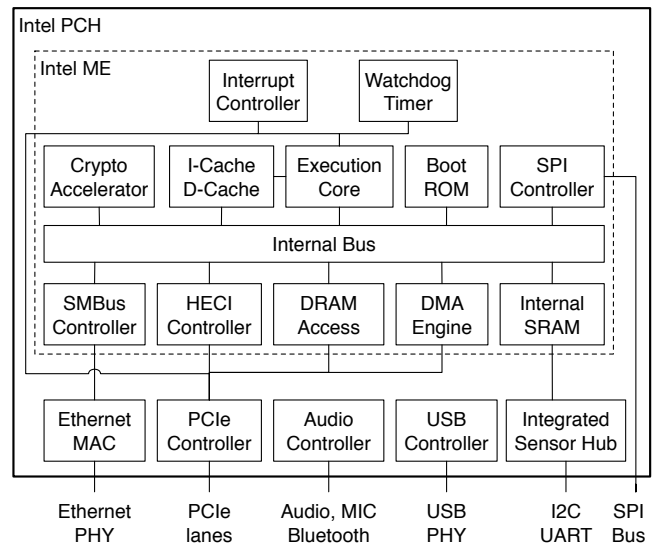 Intel PCH
Intel ME
Interrupt
Controller
Watchdog
Timer
Crypto
Accelerator
I-Cache
D-Cache
Execution
Core
Boot
ROM
SPI
Controller
Internal Bus
SMBus
Controller
HECI
Controller
DRAM
Access
DMA
Engine
Internal
SRAM
Ethernet
MAC
PCIe
Controller
Audio
Controller
USB
Controller
Integrated
Sensor Hub
Ethernet
PHY
PCIe
lanes
Audio, MIC
Bluetooth
USB
PHY
I2C
UART
SPI
Bus